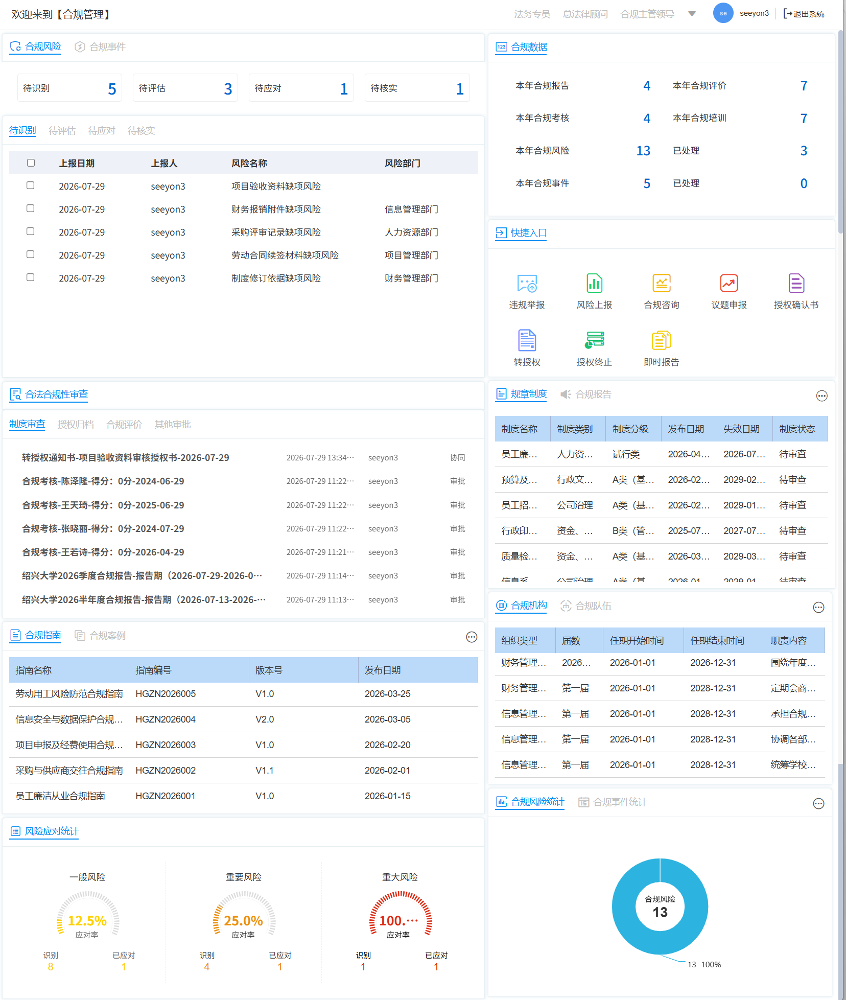 欢迎来到【合规管理】
法务专员 总法律顾问 合规主管领导 se seeyon3 退出系统
合规风险 合规事件
待识别 5 待评估 3 待应对 1 待核实 1
待识别 待评估 待应对 待核实
上报日期 上报人 风险名称 风险部门
2026-07-29 seeyon3 项目验收资料缺项风险
2026-07-29 seeyon3 财务报销附件缺项风险 信息管理部门
2026-07-29 seeyon3 采购评审记录缺项风险 人力资源部门
2026-07-29 seeyon3 劳动合同续签材料缺项风险 项目管理部门
2026-07-29 seeyon3 制度修订依据缺项风险 财务管理部门
123 合规数据
本年合规报告 4 本年合规评价 7
本年合规考核 4 本年合规培训 7
本年合规风险 13 已处理 3
本年合规事件 5 已处理 0
快捷入口
违规举报 风险上报 合规咨询 议题申报 授权确认书
转授权 授权终止 即时报告
合法合规性审查
制度审查 授权归档 合规评价 其他审批
转授权通知书-项目验收资料审核授权书-2026-07-29 2026-07-29 13:34… seeyon3 协同
合规考核-陈泽隆-得分：0分-2024-06-29 2026-07-29 11:22… seeyon3 审批
合规考核-王天琦-得分：0分-2025-06-29 2026-07-29 11:22… seeyon3 审批
合规考核-张晓丽-得分：0分-2024-07-29 2026-07-29 11:22… seeyon3 审批
合规考核-王若诗-得分：0分-2026-04-29 2026-07-29 11:21… seeyon3 审批
绍兴大学2026季度合规报告-报告期（2026-07-29-2026-0… 2026-07-29 11:14… seeyon3 审批
绍兴大学2026半年度合规报告-报告期（2026-07-13-2026-… 2026-07-29 11:13… seeyon3 审批
规章制度 合规报告
制度名称 制度类别 制度分级 发布日期 失效日期 制度状态
员工廉… 人力资… 试行类 2026-04… 2026-07… 待审查
预算及… 行政文… A类（基… 2026-02… 2029-02… 待审查
员工招… 公司治理 A类（基… 2026-02… 2029-01… 待审查
行政印… 资金、… B类（管… 2025-07… 2027-07… 待审查
质量检… 资金、… A类（基… 2026-03… 2029-03… 待审查
信息系 公司治理 A类（基 2026-01 2029-01 待审查
合规机构 合规队伍
组织类型 届数 任期开始时间 任期结束时间 职责内容
财务管理… 2026… 2026-01-01 2026-12-31 围绕年度…
财务管理… 第一届 2026-01-01 2028-12-31 定期会商…
信息管理… 第一届 2026-01-01 2028-12-31 承担合规…
信息管理… 第一届 2026-01-01 2028-12-31 协调各部…
信息管理… 第一届 2026-01-01 2028-12-31 统筹学校…
合规指南 合规案例
指南名称 指南编号 版本号 发布日期
劳动用工风险防范合规指南 HGZN2026005 V1.0 2026-03-25
信息安全与数据保护合规… HGZN2026004 V2.0 2026-03-05
项目申报及经费使用合规… HGZN2026003 V1.0 2026-02-20
采购与供应商交往合规指南 HGZN2026002 V1.1 2026-02-01
员工廉洁从业合规指南 HGZN2026001 V1.0 2026-01-15
风险应对统计
一般风险 重要风险 重大风险
12.5% 25.0% 100.…
应对率 应对率 应对率
识别 已应对 识别 已应对 识别 已应对
8 1 4 1 1 1
合规风险统计 15 合规事件统计
合规风险
13
13 100%